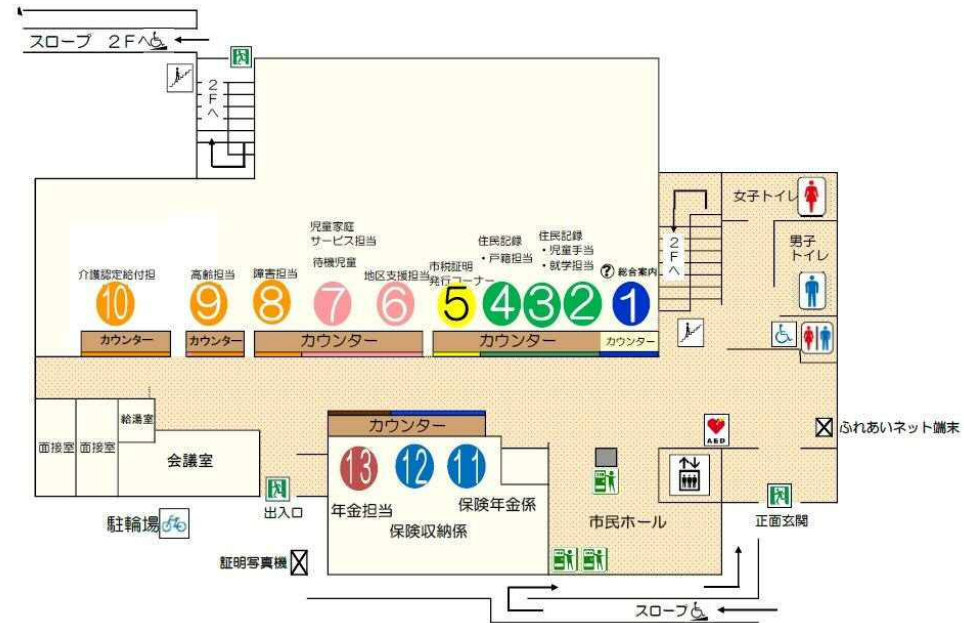 スロープ 2Fへ
2Fへ
女子トイレ
男子
トイレ
2Fへ
児童家庭
サービス担当
待機児童
地区支援担当
介護認定給付担
高齢担当
障害担当
市税証明
発行コーナー
住民記録
・戸籍担当
住民記録
・児童手当
・就学担当
? 総合案内
10
9
8
7
6
5
4
3
2
1
カウンター
カウンター
カウンター
カウンター
カウンター
カウンター
給湯室
面接室
面接室
会議室
13
12
11
年金担当
保険収納係
保険年金係
AED
ふれあいネット端末
出入口
駐輪場
証明写真機
市民ホール
正面玄関
スロープ